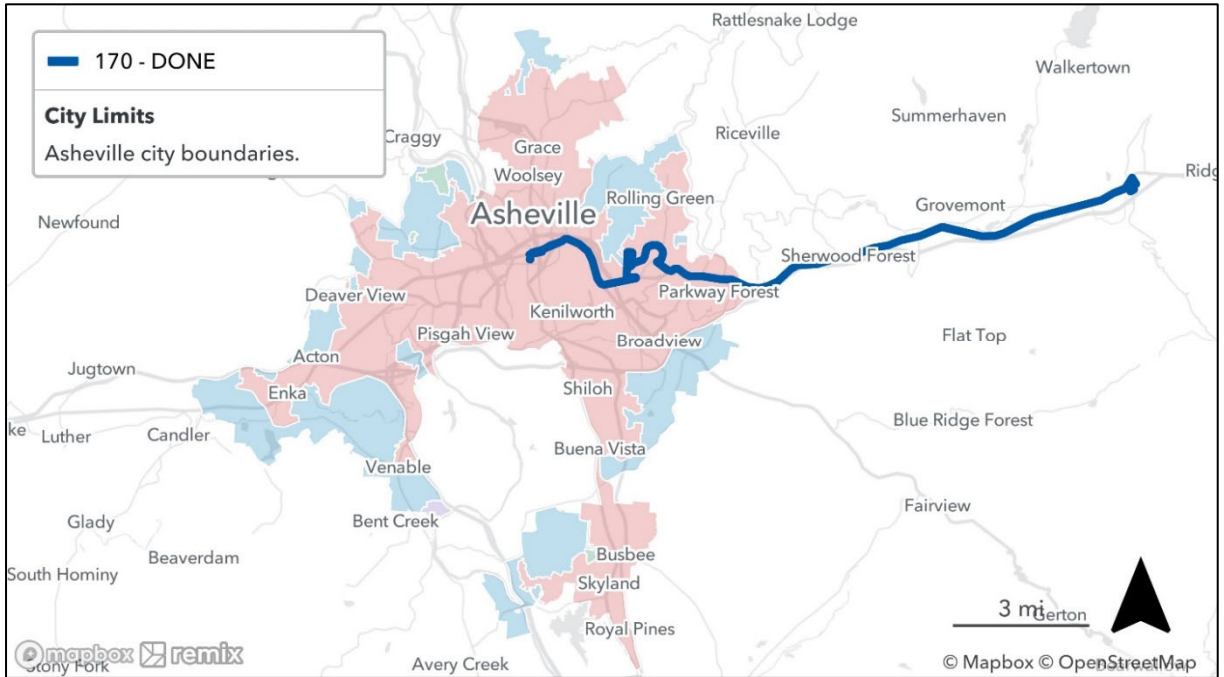 170 - DONE
City Limits
Asheville city boundaries.
Rattlesnake Lodge
Walkertown
Summerhaven
Craggy
Riceville
Grace
Woolsey
Ridg
Rolling Green
Newfound
Asheville
Grovemont
Sherwood Forest
Deaver View
Parkway Forest
Kenilworth
Pisgah View
Broadview
Flat Top
Acton
Jugtown
Enka
Shiloh
Blue Ridge Forest
ke
Luther
Candler
Buena Vista
Venable
Fairview
Glady
Bent Creek
Beaverdam
Busbee
South Hominy
Skyland
3 mi
Gerton
Royal Pines
mapbox remix
Stony Fork
Avery Creek
© Mapbox © OpenStreetMap